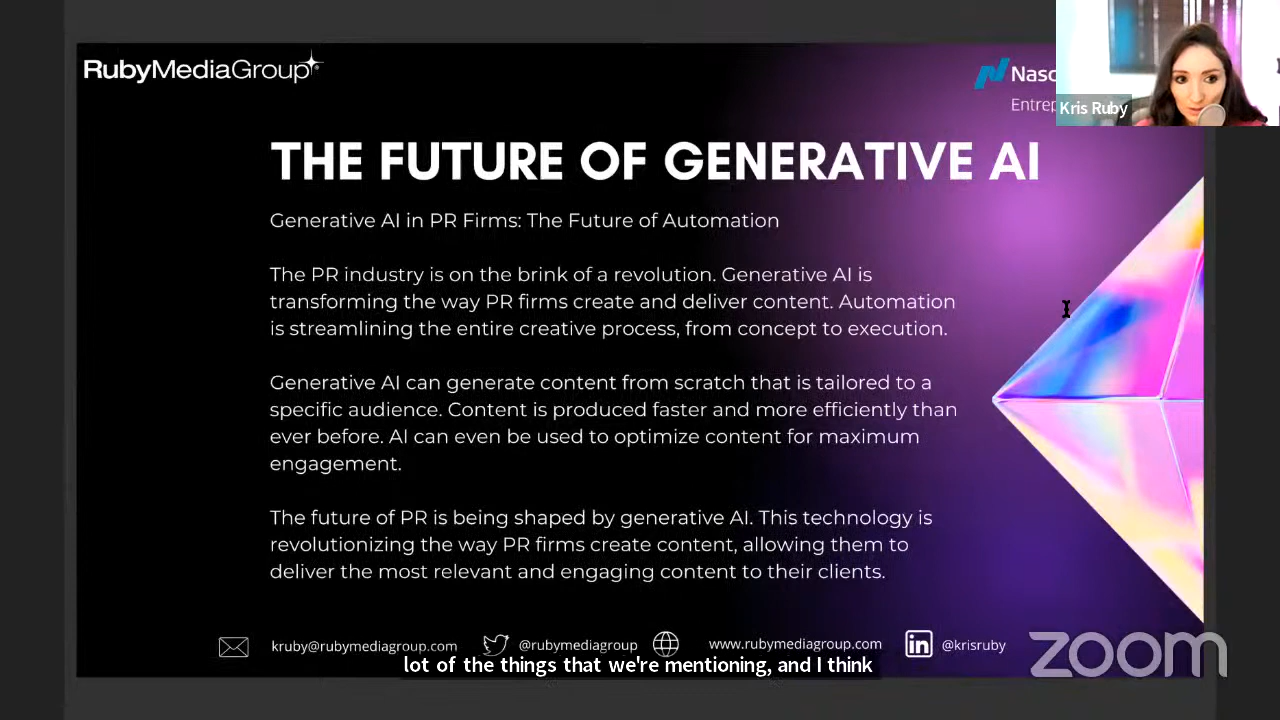 RubyMediaGroup
Kris Ruby
THE FUTURE OF GENERATIVE AI
Generative AI in PR Firms: The Future of Automation
The PR industry is on the brink of a revolution. Generative AI is
transforming the way PR firms create and deliver content. Automation
is streamlining the entire creative process, from concept to execution.
Generative AI can generate content from scratch that is tailored to a
specific audience. Content is produced faster and more efficiently than
ever before. AI can even be used to optimize content for maximum
engagement.
The future of PR is being shaped by generative AI. This technology is
revolutionizing the way PR firms create content, allowing them to
deliver the most relevant and engaging content to their clients.
kruby@rubymediagroup.com @rubymediagroup www.rubymediagroup.com @krisruby
lot of the things that we're mentioning, and I think
zoom